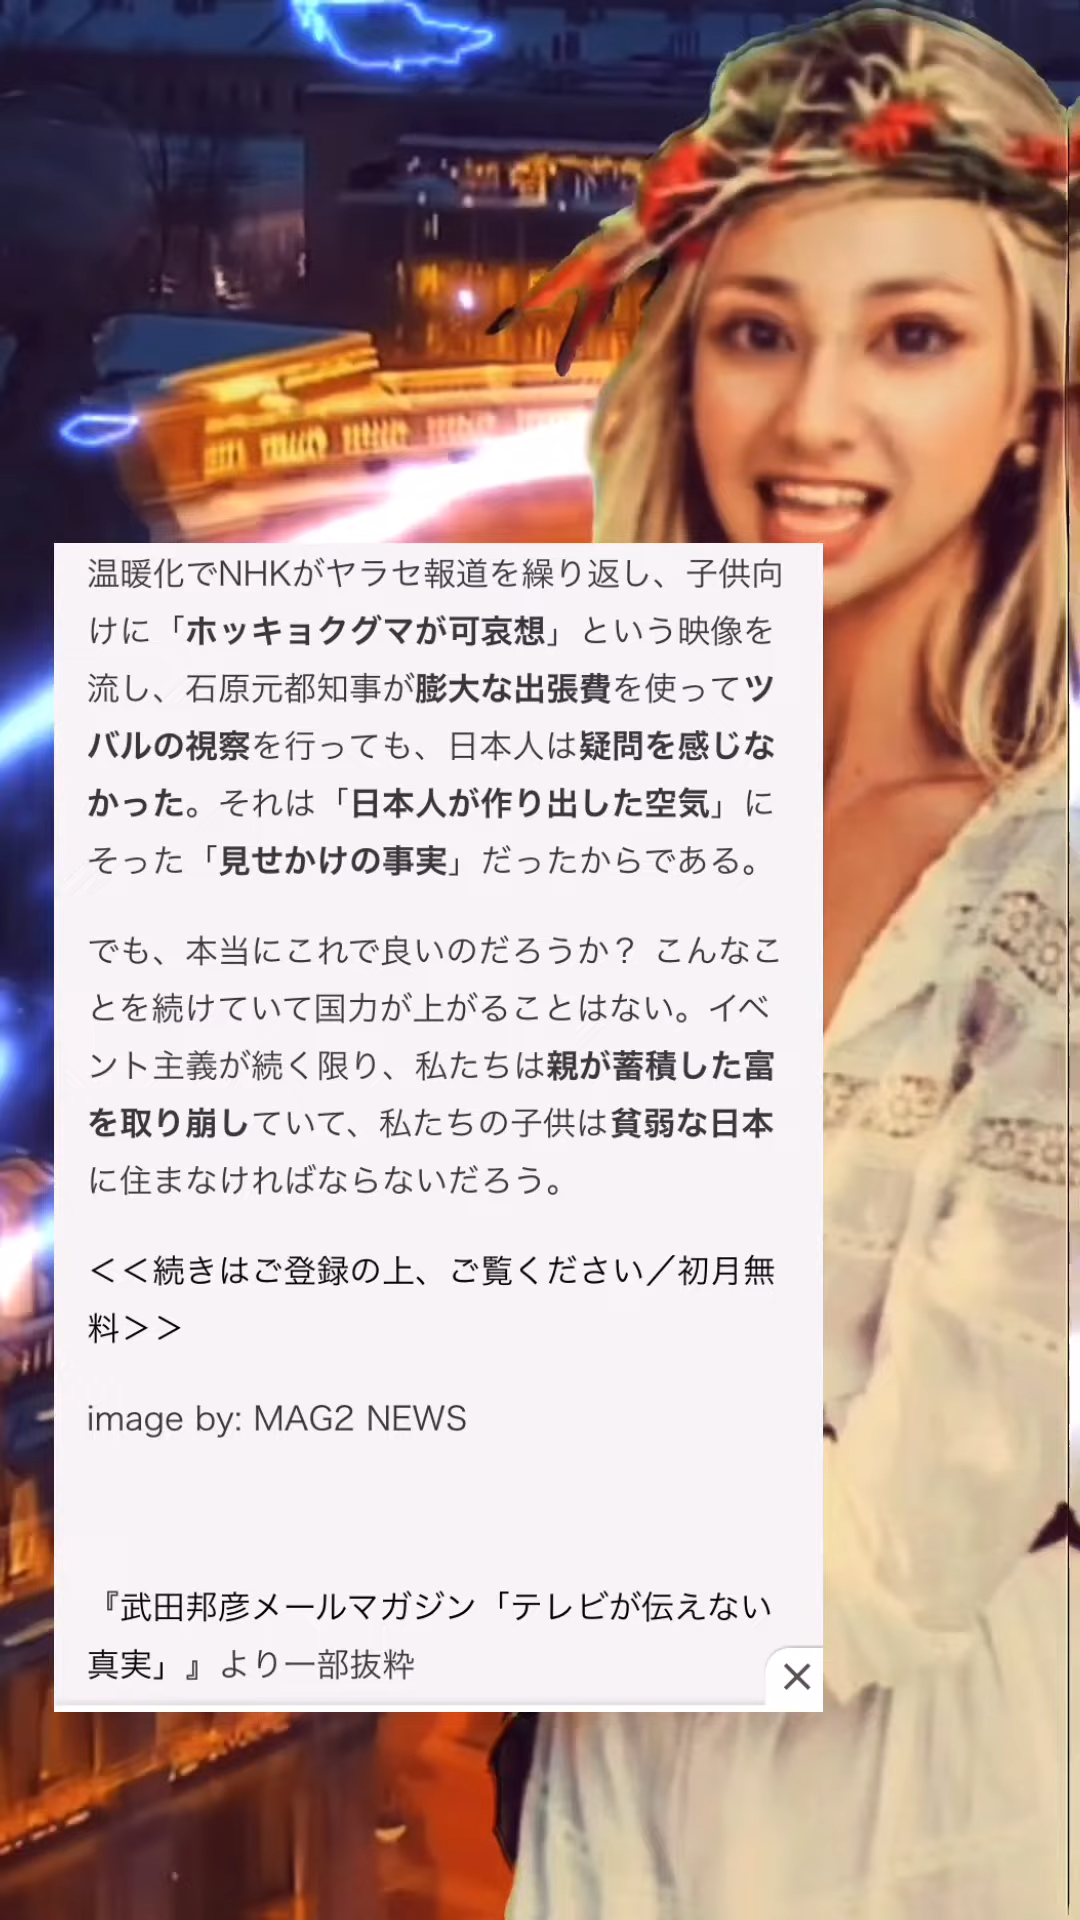 温暖化でNHKがヤラセ報道を繰り返し、子供向
けに「ホッキョクグマが可哀想」という映像を
流し、石原元都知事が膨大な出張費を使ってツ
バルの視察を行っても、日本人は疑問を感じな
かった。それは「日本人が作り出した空気」に
そった「見せかけの事実」だったからである。
でも、本当にこれで良いのだろうか？ こんなこ
とを続けていて国力が上がることはない。イベ
ント主義が続く限り、私たちは親が蓄積した富
を取り崩していて、私たちの子供は貧弱な日本
に住まなければならないだろう。
＜＜続きはご登録の上、ご覧ください／初月無
料＞＞
image by: MAG2 NEWS
『武田邦彦メールマガジン「テレビが伝えない
真実」』より一部抜粋